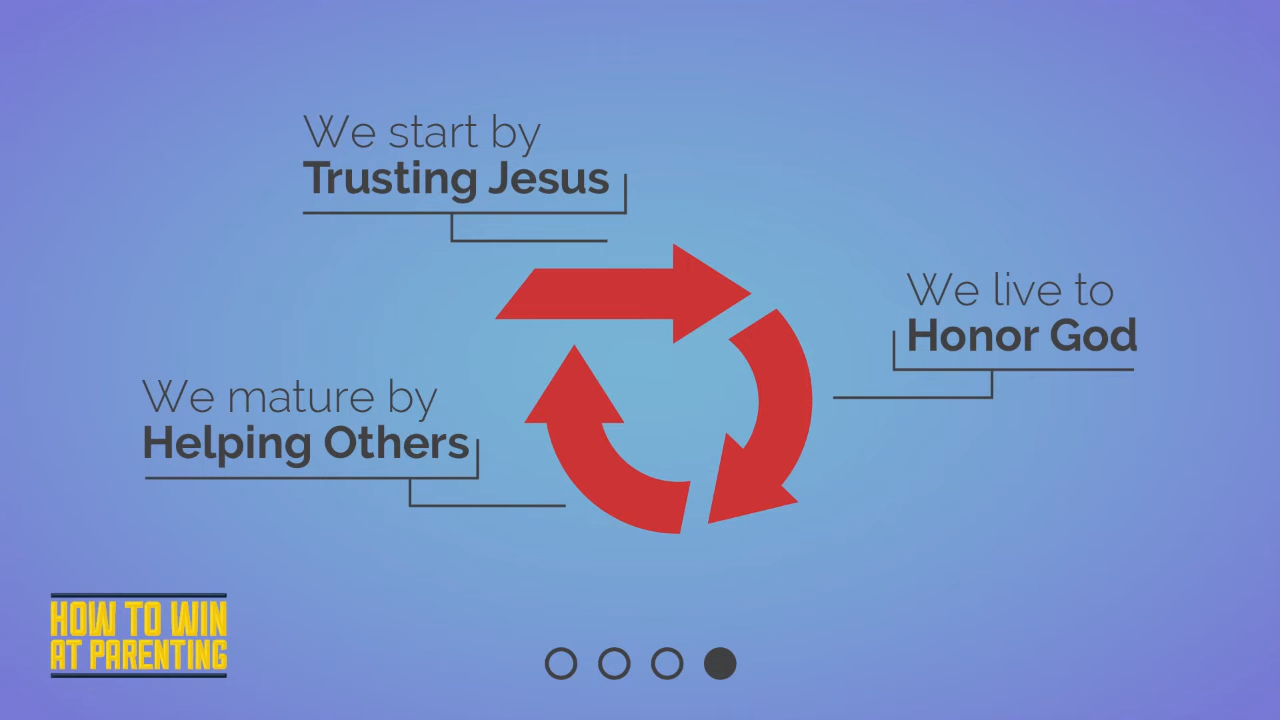 We start by
Trusting Jesus
We live to
Honor God
We mature by
Helping Others
HOW TO WIN
AT PARENTING